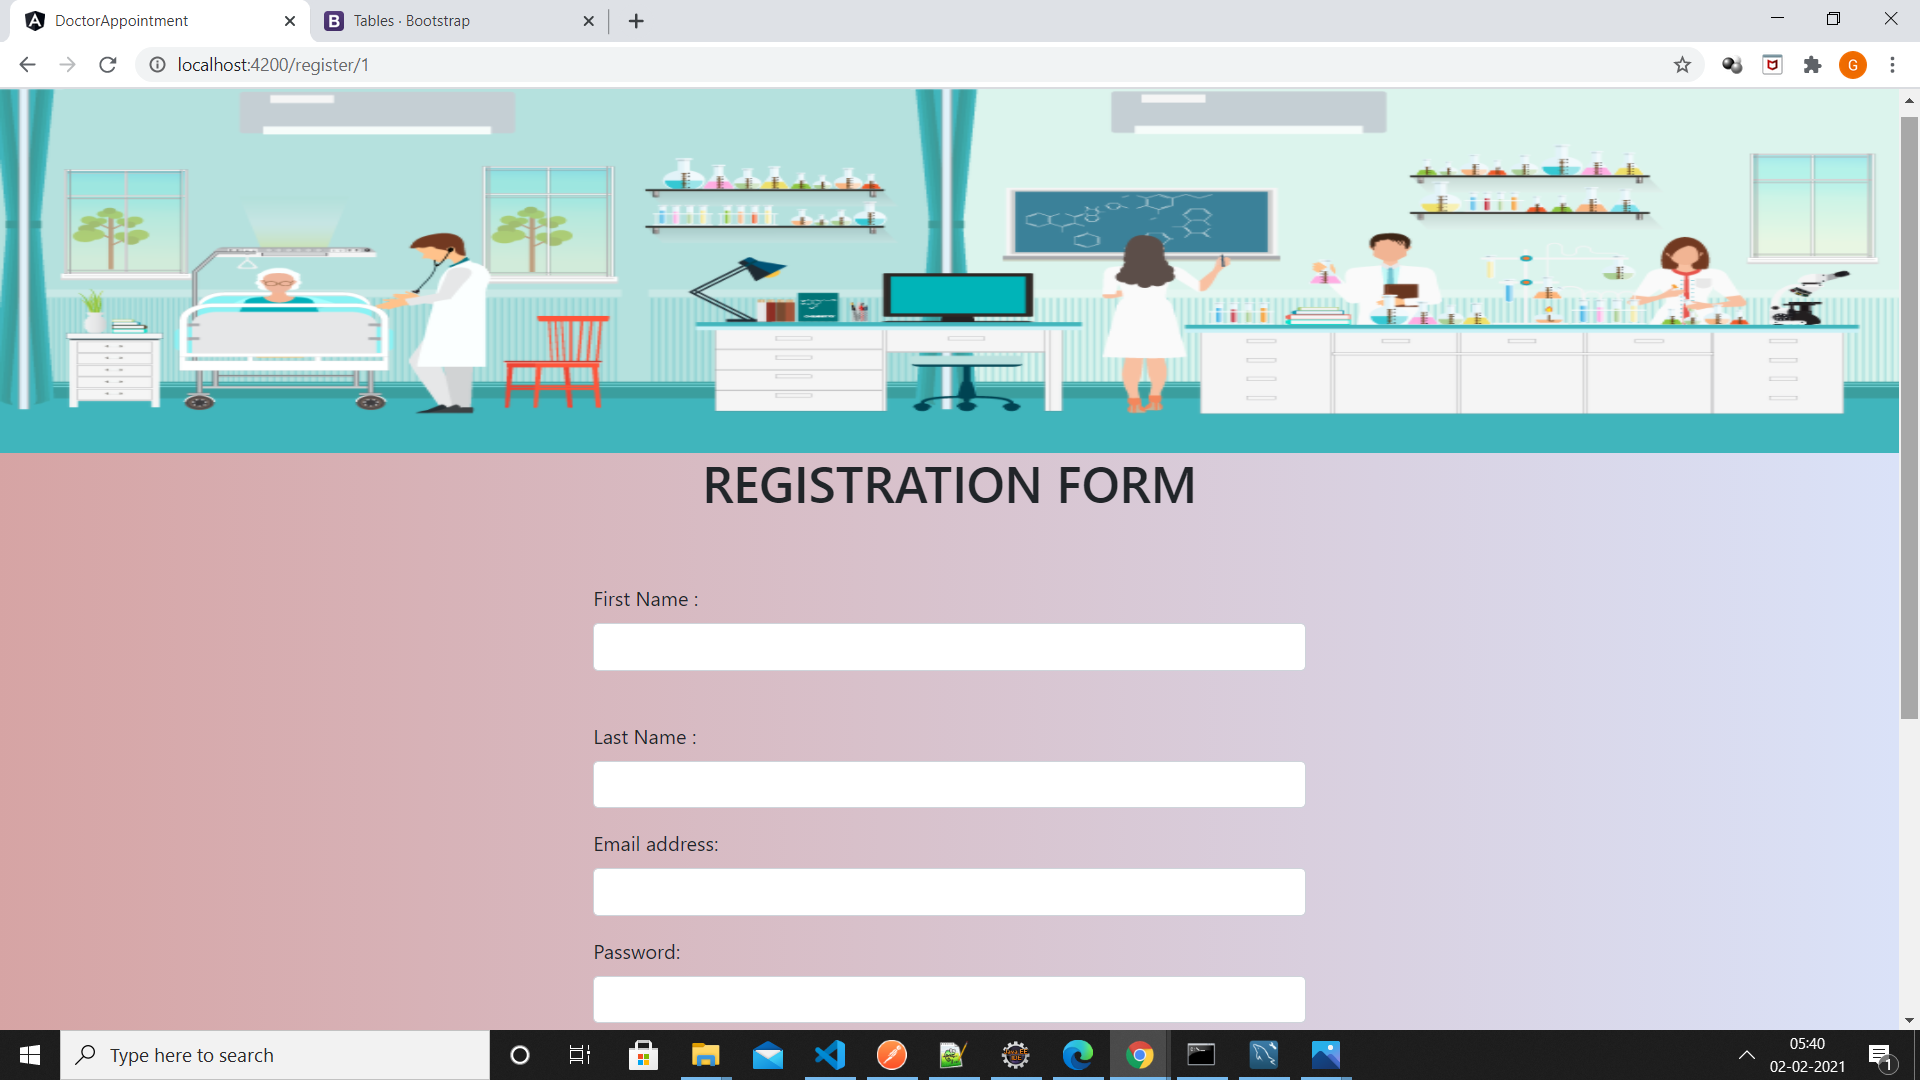 DoctorAppointment
Tables · Bootstrap
localhost:4200/register/1
G
REGISTRATION FORM
First Name :
Last Name :
Email address:
Password:
Type here to search
05:40
02-02-2021
1